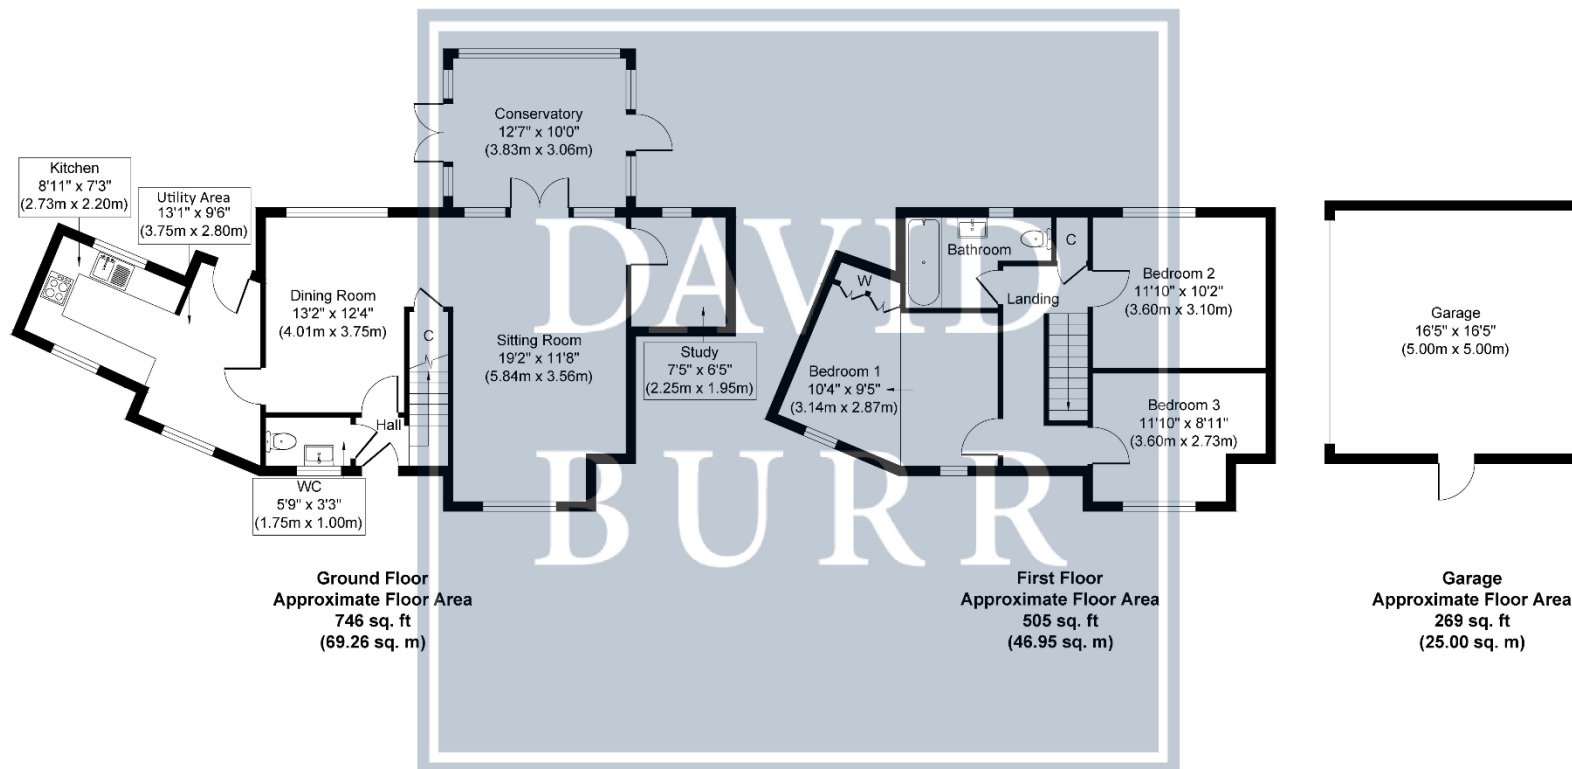 Conservatory
12'7" x 10'0"
(3.83m x 3.06m)
Kitchen
8'11" x 7'3"
(2.73m x 2.20m)
Utility Area
13'1" x 9'6"
(3.75m x 2.80m)
Dining Room
13'2" x 12'4"
(4.01m x 3.75m)
C
Sitting Room
19'2" x 11'8"
(5.84m x 3.56m)
Study
7'5" x 6'5"
(2.25m x 1.95m)
Hall
WC
5'9" x 3'3"
(1.75m x 1.00m)
Ground Floor
Approximate Floor Area
746 sq. ft
(69.26 sq. m)
DAVID
BURR
Bathroom
C
W
Landing
Bedroom 2
11'10" x 10'2"
(3.60m x 3.10m)
Bedroom 1
10'4" x 9'5"
(3.14m x 2.87m)
Bedroom 3
11'10" x 8'11"
(3.60m x 2.73m)
First Floor
Approximate Floor Area
505 sq. ft
(46.95 sq. m)
Garage
16'5" x 16'5"
(5.00m x 5.00m)
Garage
Approximate Floor Area
269 sq. ft
(25.00 sq. m)